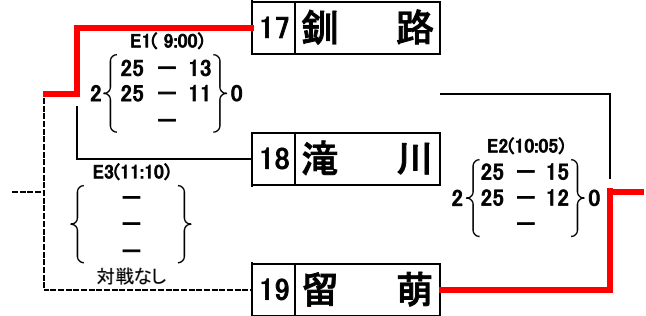 17 釧 路
E1( 9:00)
25 ー 13
2 25 ー 11 0
ー
18 滝 川
E2(10:05)
25 ー 15
2 25 ー 12 0
ー
E3(11:10)
ー
ー
ー
対戦なし
19 留 萌